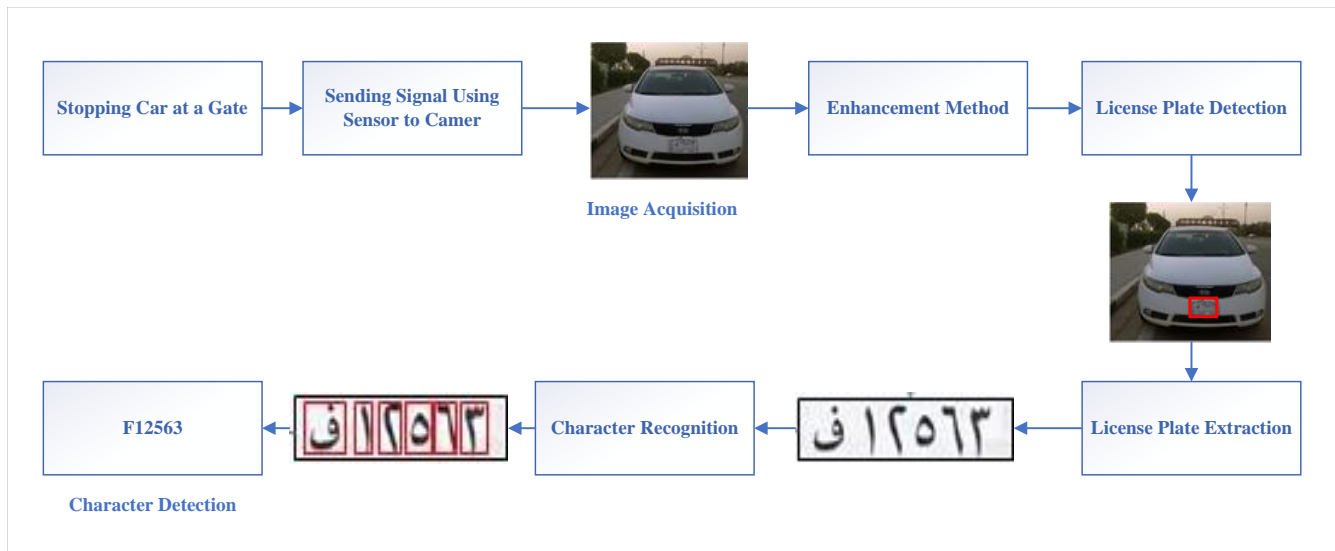 Stopping Car at a Gate
Sending Signal Using
Sensor to Camer
Image Acquisition
Enhancement Method
License Plate Detection
License Plate Extraction
ف ١٢٥٦٣
Character Recognition
ف ١٢٥٦٣
F12563
Character Detection